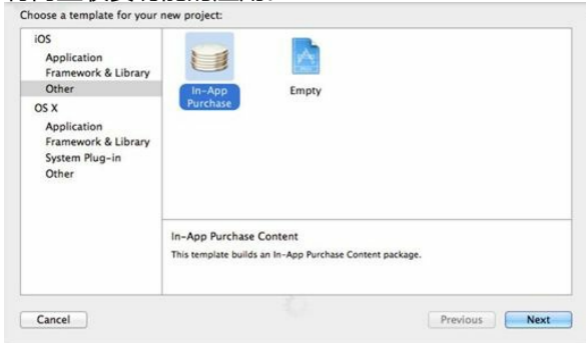 Choose a template for your new project:
iOS
Application
Framework & Library
Other
OS X
Application
Framework & Library
System Plug-in
Other
In-App
Purchase
Empty
In-App Purchase Content
This template builds an In-App Purchase Content package.
Cancel
Previous
Next